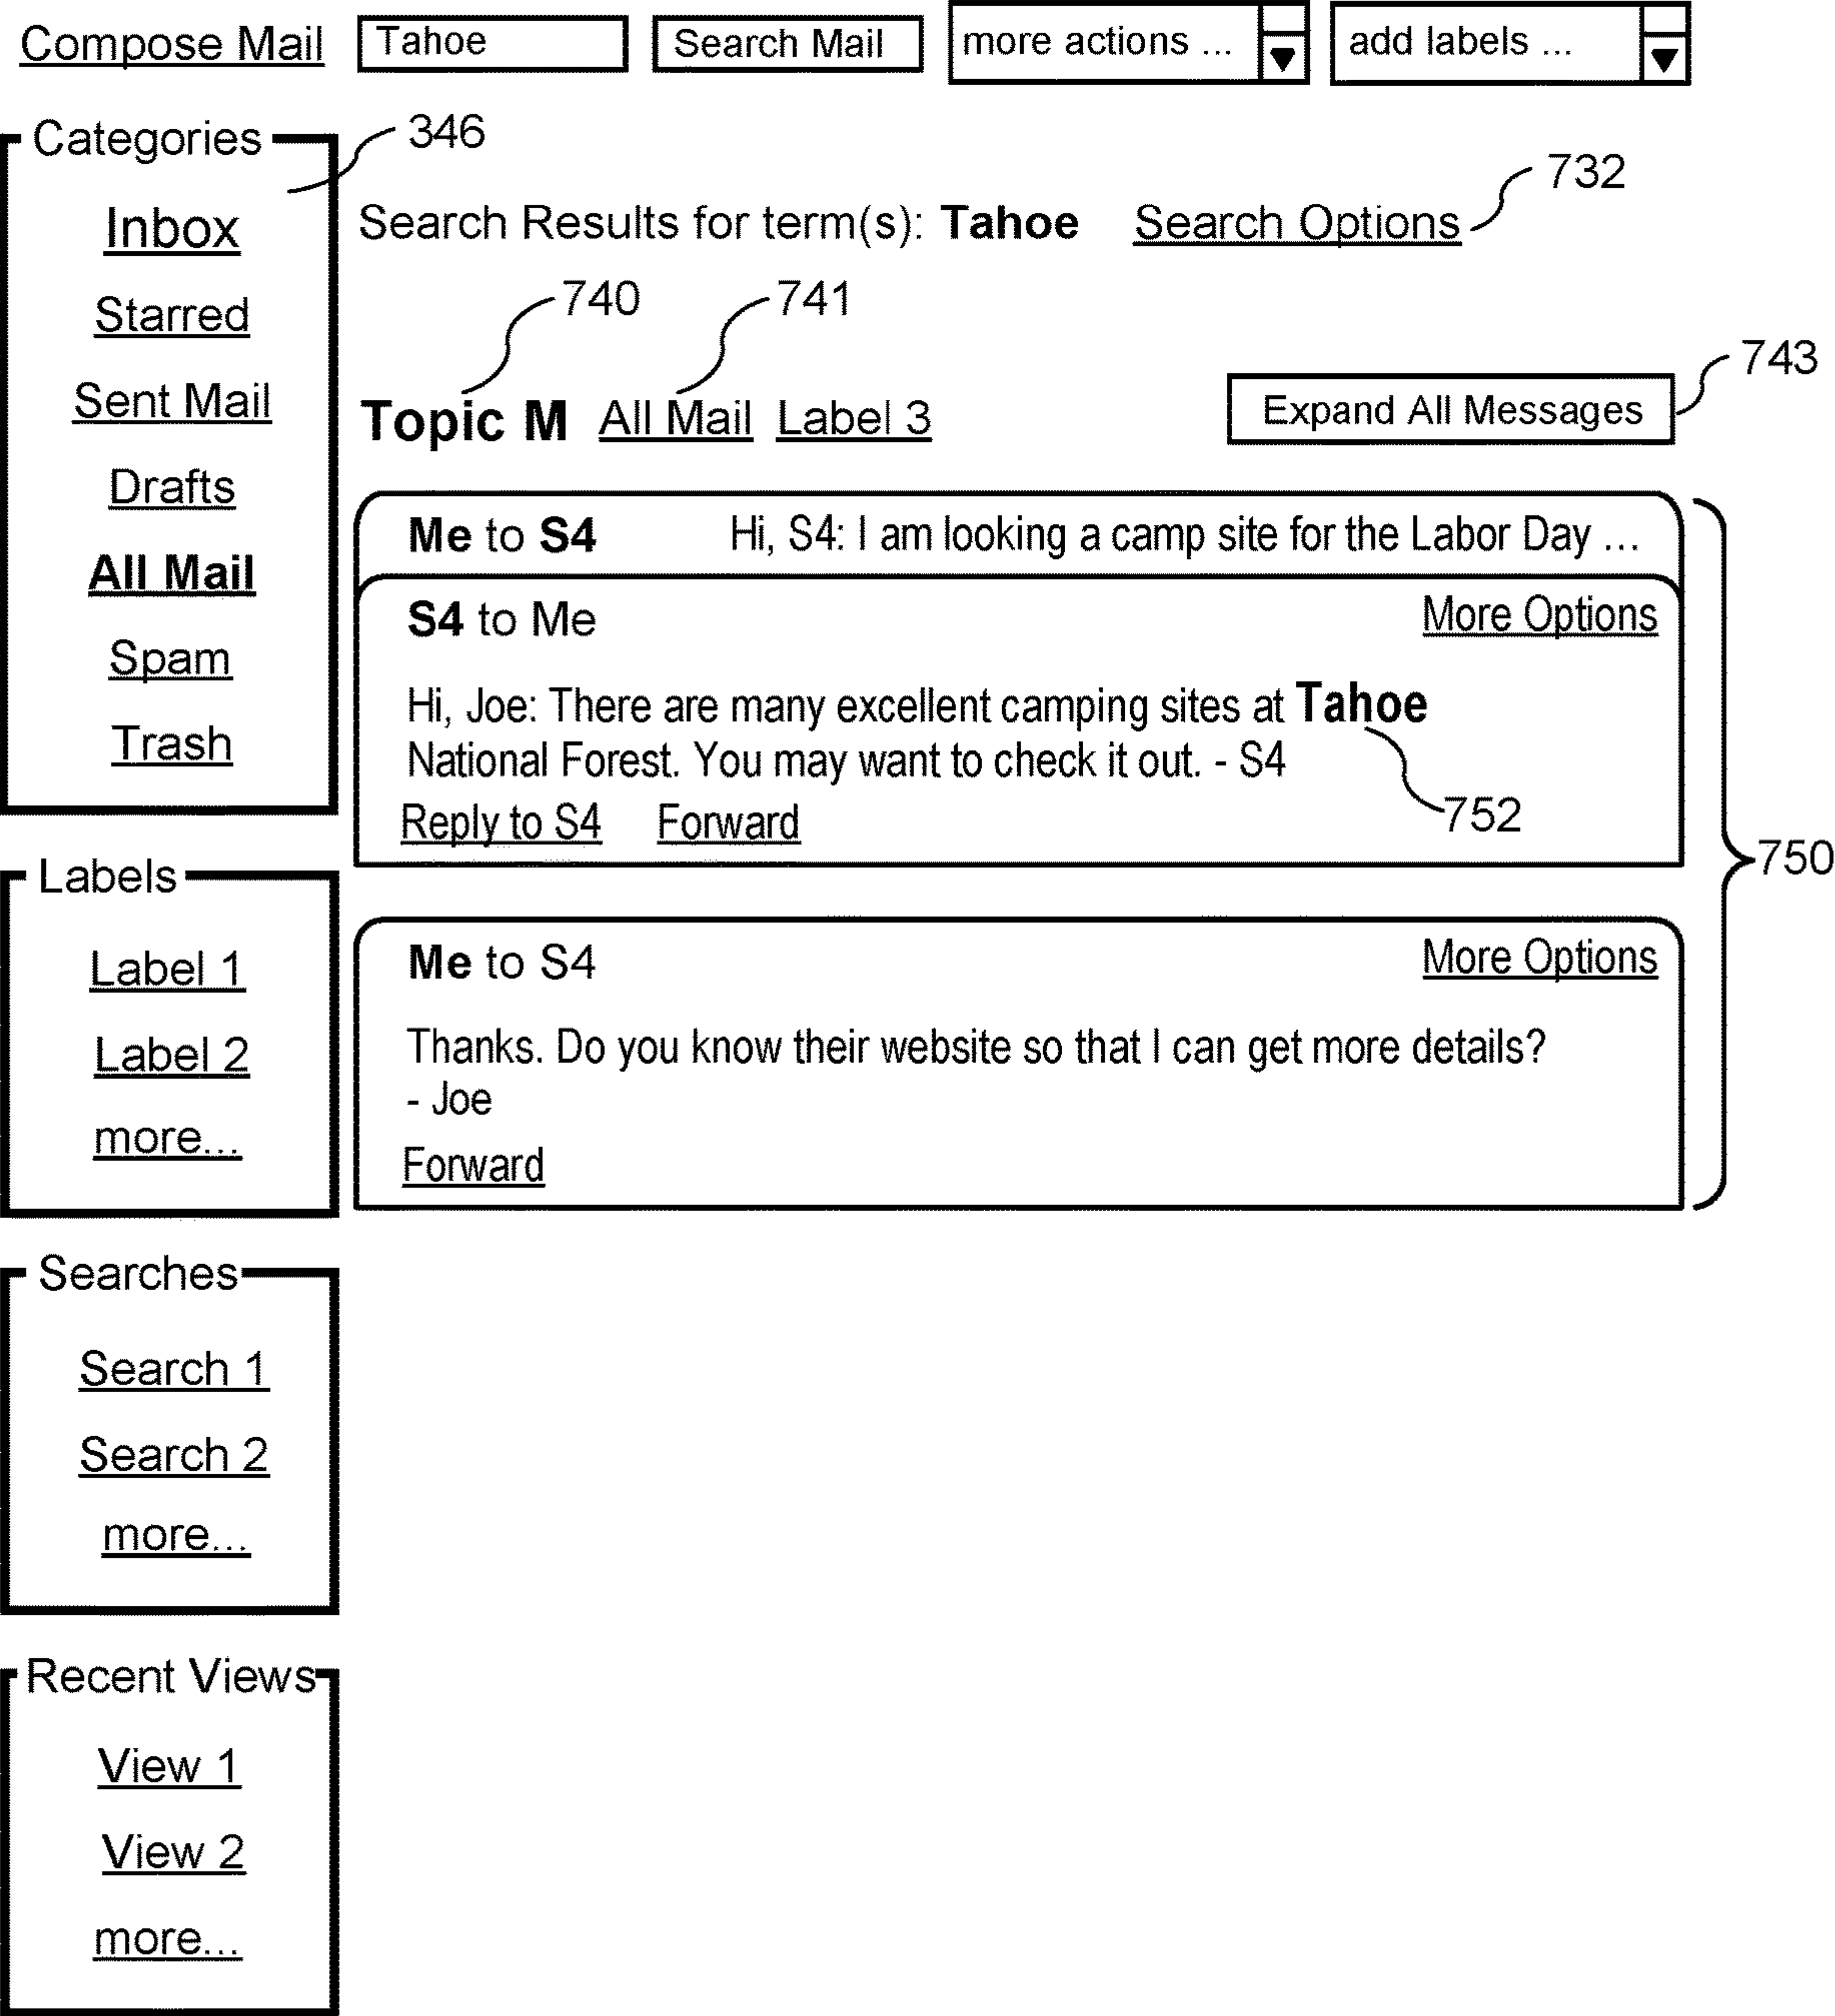 Compose Mail Tahoe Search Mail more actions ... add labels ...
Categories
346
Inbox
Starred
Sent Mail
Drafts
All Mail
Spam
Trash
Labels
Label 1
Label 2
more...
Searches
Search 1
Search 2
more...
Recent Views
View 1
View 2
more...
732
Search Results for term(s): Tahoe Search Options
740 741
743
Topic M All Mail Label 3 Expand All Messages
Me to S4 Hi, S4: I am looking a camp site for the Labor Day ...
S4 to Me More Options
Hi, Joe: There are many excellent camping sites at Tahoe
National Forest. You may want to check it out. - S4
752
Reply to S4 Forward
750
Me to S4 More Options
Thanks. Do you know their website so that I can get more details?
- Joe
Forward